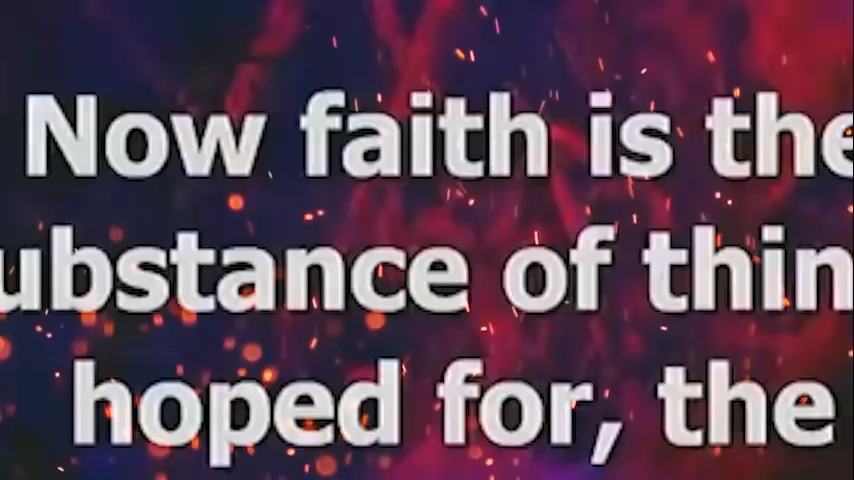 Now faith is the
ubstance of thin
hoped for, the